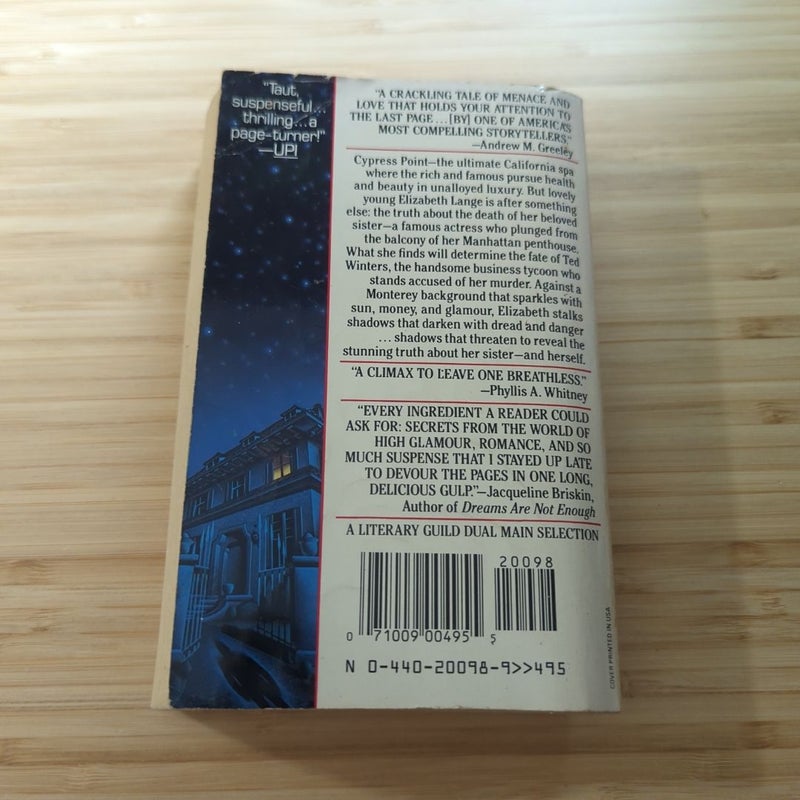 "Taut,
suspenseful...
thrilling...a
page-turner!"
—UPI
"A CRACKLING TALE OF MENACE AND
LOVE THAT HOLDS YOUR ATTENTION TO
THE LAST PAGE...[BY] ONE OF AMERICA'S
MOST COMPELLING STORYTELLERS."
—Andrew M. Greeley
Cypress Point—the ultimate California spa
where the rich and famous pursue health
and beauty in unalloyed luxury. But lovely
young Elizabeth Lange is after something
else: the truth about the death of her beloved
sister—a famous actress who plunged from
the balcony of her Manhattan penthouse.
What she finds will determine the fate of Ted
Winters, the handsome business tycoon who
stands accused of her murder. Against a
Monterey background that sparkles with
sun, money, and glamour, Elizabeth stalks
shadows that darken with dread and danger
... shadows that threaten to reveal the
stunning truth about her sister—and herself.
"A CLIMAX TO LEAVE ONE BREATHLESS."
—Phyllis A. Whitney
"EVERY INGREDIENT A READER COULD
ASK FOR: SECRETS FROM THE WORLD OF
HIGH GLAMOUR, ROMANCE, AND SO
MUCH SUSPENSE THAT I STAYED UP LATE
TO DEVOUR THE PAGES IN ONE LONG,
DELICIOUS GULP."—Jacqueline Briskin,
Author of Dreams Are Not Enough
A LITERARY GUILD DUAL MAIN SELECTION
20098
0 71009 00495 5
N 0-440-20098-9>>495
COVER PRINTED IN USA